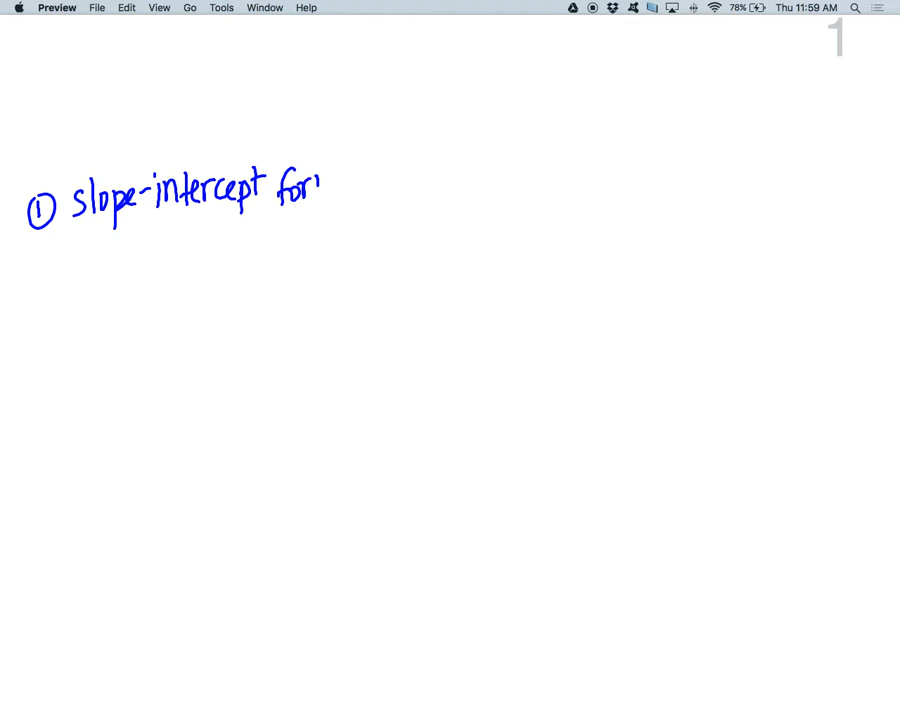 Preview File Edit View Go Tools Window Help 78% Thu 11:59 AM
1
① slope-intercept for